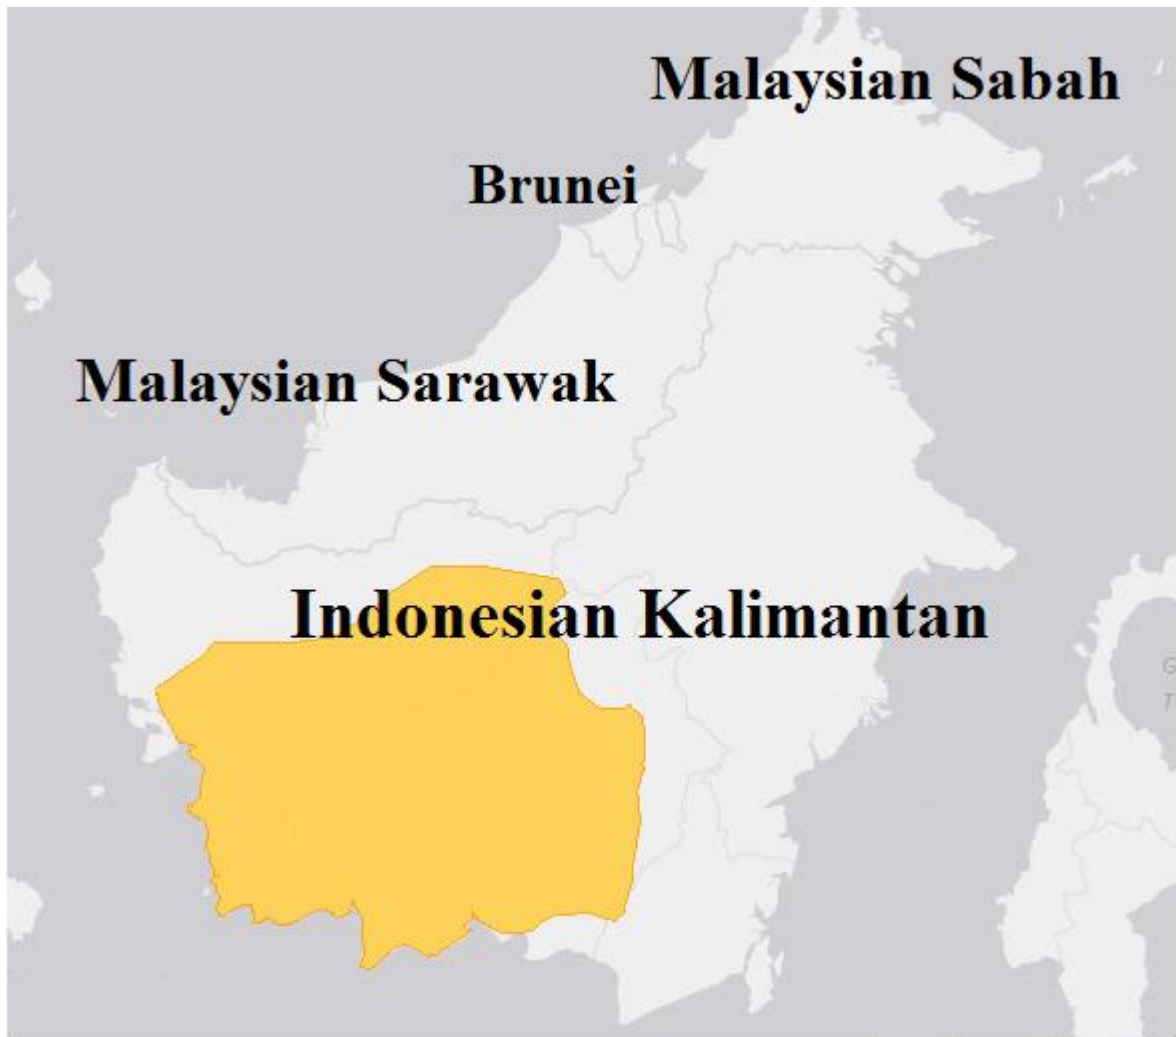 Malaysian Sabah
Brunei
Malaysian Sarawak
Indonesian Kalimantan
G
T